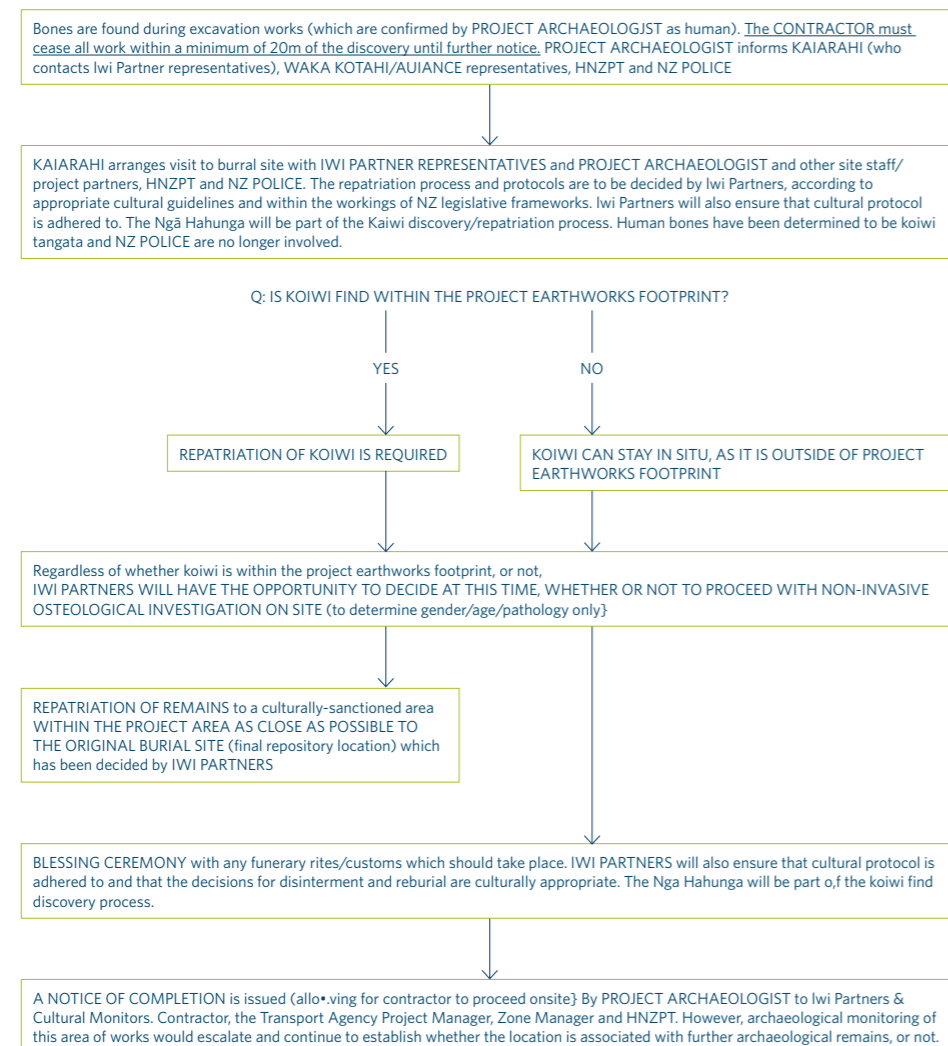 Bones are found during excavation works (which are confirmed by PROJECT ARCHAEOLOGJST as human). The CONTRACTOR must
cease all work within a minimum of 20m of the discovery until further notice. PROJECT ARCHAEOLOGIST informs KAIARAHI (who
contacts lwi Partner representatives), WAKA KOTAHI/AUIANCE representatives, HNZPT and NZ POLICE
KAIARAHI arranges visit to burral site with IWI PARTNER REPRESENTATIVES and PROJECT ARCHAEOLOGIST and other site staff/
project partners, HNZPT and NZ POLICE. The repatriation process and protocols are to be decided by lwi Partners, according to
appropriate cultural guidelines and within the workings of NZ legislative frameworks. lwi Partners will also ensure that cultural protocol
is adhered to. The Ngā Hahunga will be part of the Kaiwi discovery/repatriation process. Human bones have been determined to be koiwi
tangata and NZ POLICE are no longer involved.
Q: IS KOIWI FIND WITHIN THE PROJECT EARTHWORKS FOOTPRINT?
YES
NO
REPATRIATION OF KOIWI IS REQUIRED
KOIWI CAN STAY IN SITU, AS IT IS OUTSIDE OF PROJECT
EARTHWORKS FOOTPRINT
Regardless of whether koiwi is within the project earthworks footprint, or not,
IWI PARTNERS WILL HAVE THE OPPORTUNITY TO DECIDE AT THIS TIME, WHETHER OR NOT TO PROCEED WITH NON-INVASIVE
OSTEOLOGICAL INVESTIGATION ON SITE (to determine gender/age/pathology only}
REPATRIATION OF REMAINS to a culturally-sanctioned area
WITHIN THE PROJECT AREA AS CLOSE AS POSSIBLE TO
THE ORIGINAL BURIAL SITE (final repository location) which
has been decided by IWI PARTNERS
BLESSING CEREMONY with any funerary rites/customs which should take place. IWI PARTNERS will also ensure that cultural protocol is
adhered to and that the decisions for disinterment and reburial are culturally appropriate. The Nga Hahunga will be part o,f the koiwi find
discovery process.
A NOTICE OF COMPLETION is issued (allo•.ving for contractor to proceed onsite} By PROJECT ARCHAEOLOGIST to lwi Partners &
Cultural Monitors. Contractor, the Transport Agency Project Manager, Zone Manager and HNZPT. However, archaeological monitoring of
this area of works would escalate and continue to establish whether the location is associated with further archaeological remains, or not.